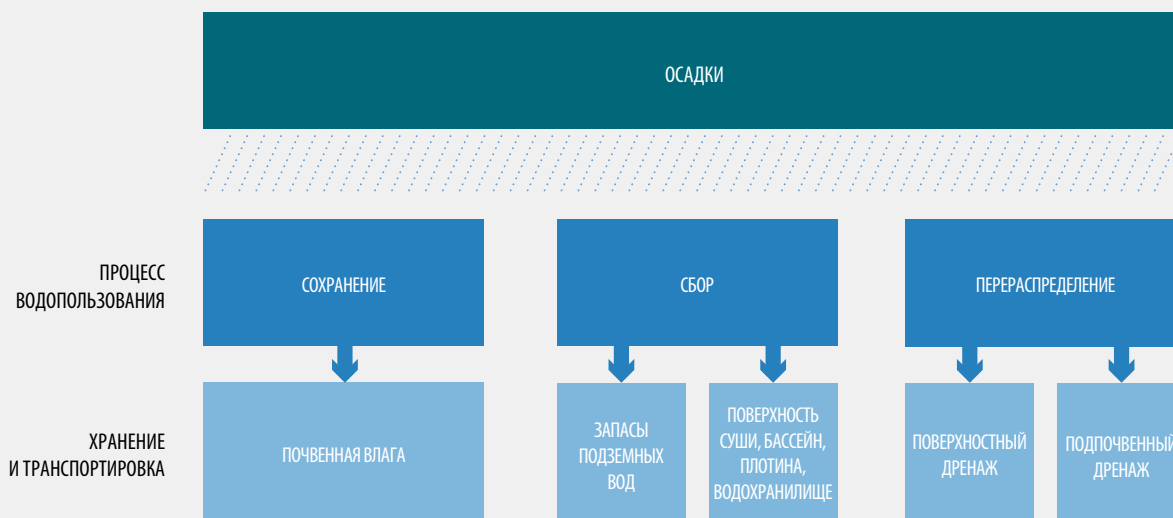 ОСАДКИ
ПРОЦЕСС
ВОДОПОЛЬЗОВАНИЯ
СОХРАНЕНИЕ
СБОР
ПЕРЕРАСПРЕДЕЛЕНИЕ
ХРАНЕНИЕ
И ТРАНСПОРТИРОВКА
ПОЧВЕННАЯ ВЛАГА
ЗАПАСЫ
ПОДЗЕМНЫХ
ВОД
ПОВЕРХНОСТЬ
СУШИ, БАССЕЙН,
ПЛОТИНА,
ВОДОХРАНИЛИЩЕ
ПОВЕРХНОСТНЫЙ
ДРЕНАЖ
ПОДПОЧВЕННЫЙ
ДРЕНАЖ